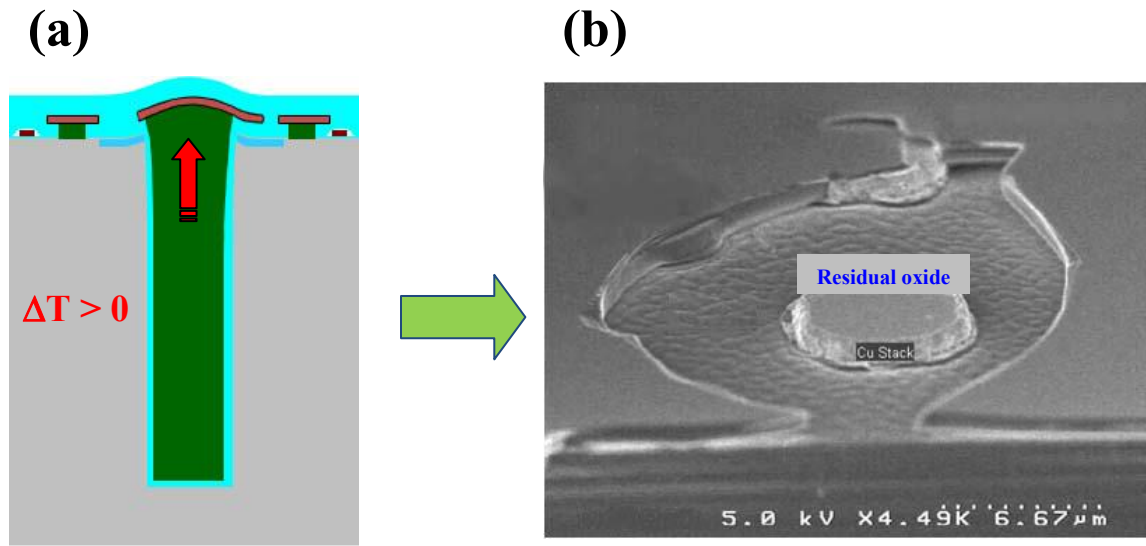 (a)
(b)
ΔT > 0
Residual oxide
Cu Stack
5.0 kV X4.49K 6.67µm